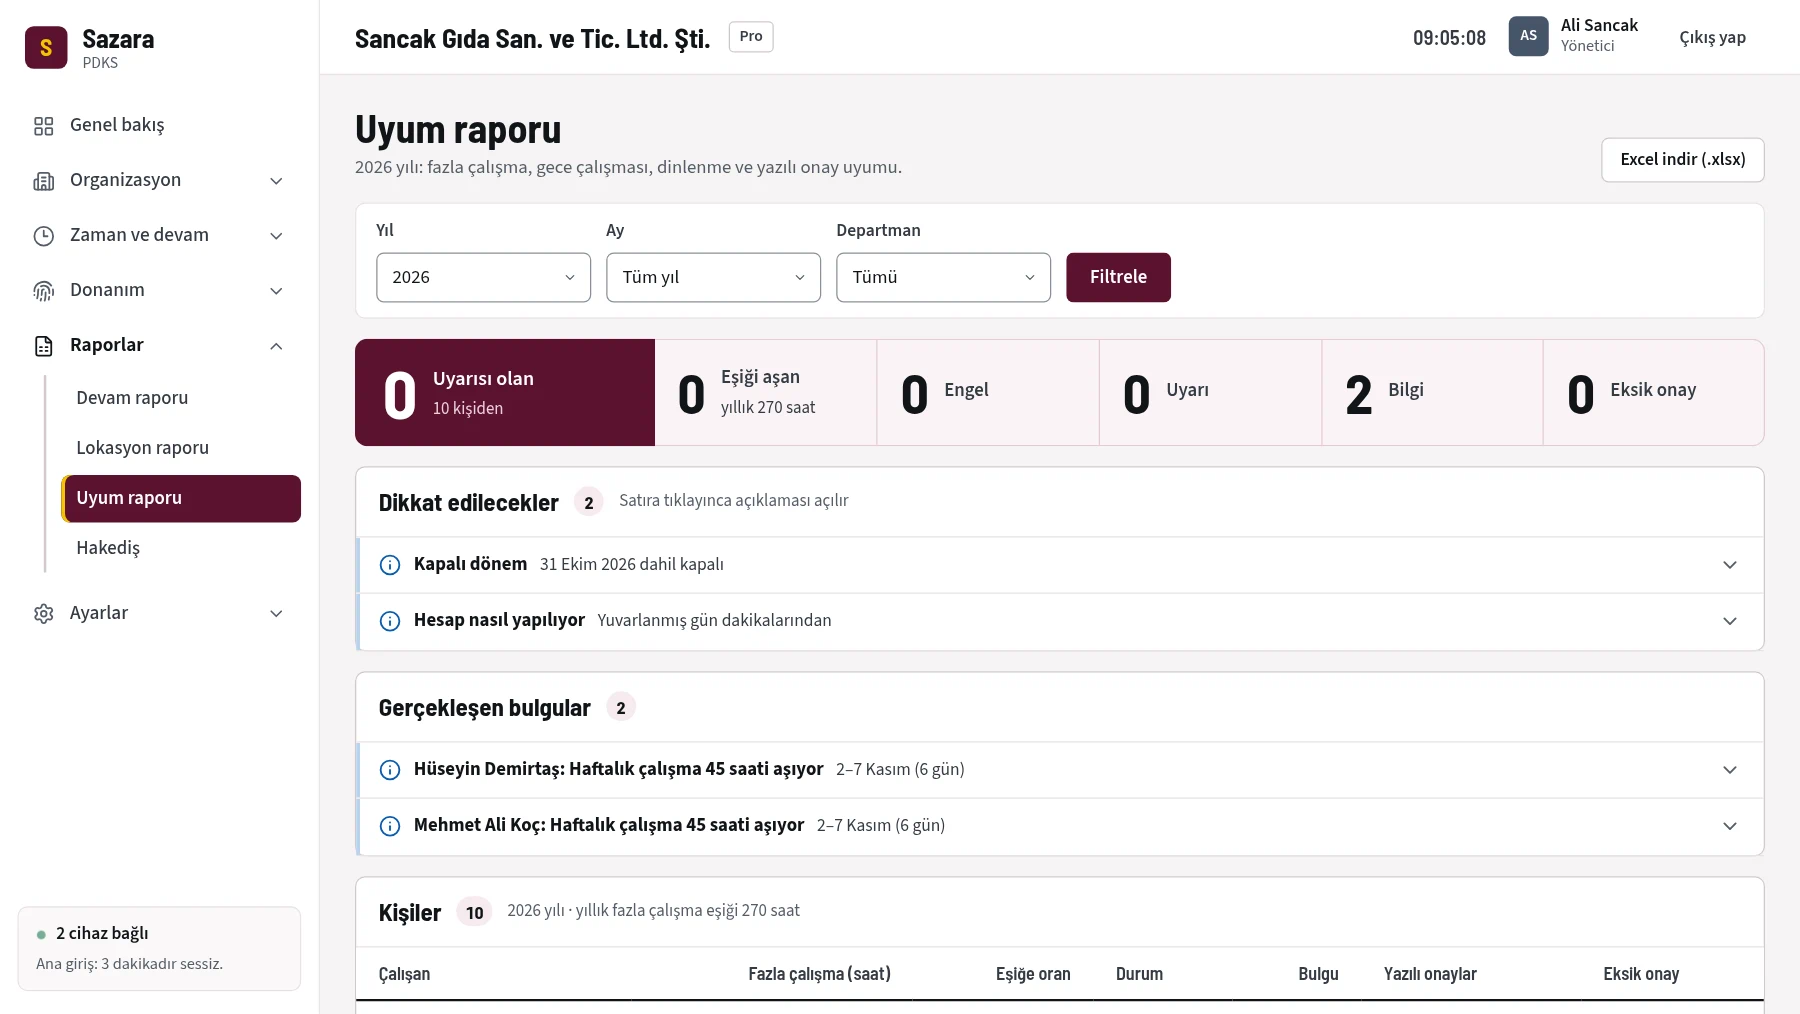 S
Sazara
PDKS
Genel bakış
Organizasyon
Zaman ve devam
Donanım
Raporlar
Devam raporu
Lokasyon raporu
Uyum raporu
Hakediş
Ayarlar
2 cihaz bağlı
Ana giriş: 3 dakikadır sessiz.
Sancak Gıda San. ve Tic. Ltd. Şti.
Pro
09:05:08
AS
Ali Sancak
Yönetici
Çıkış yap
Uyum raporu
2026 yılı: fazla çalışma, gece çalışması, dinlenme ve yazılı onay uyumu.
Excel indir (.xlsx)
Yıl
Ay
Departman
2026
Tüm yıl
Tümü
Filtrele
0 Uyarısı olan
10 kişiden
0 Eşiği aşan
yıllık 270 saat
0 Engel
0 Uyarı
2 Bilgi
0 Eksik onay
Dikkat edilecekler 2 Satıra tıklayınca açıklaması açılır
Kapalı dönem 31 Ekim 2026 dahil kapalı
Hesap nasıl yapılıyor Yuvarlanmış gün dakikalarından
Gerçekleşen bulgular 2
Hüseyin Demirtaş: Haftalık çalışma 45 saati aşıyor 2–7 Kasım (6 gün)
Mehmet Ali Koç: Haftalık çalışma 45 saati aşıyor 2–7 Kasım (6 gün)
Kişiler 10 2026 yılı · yıllık fazla çalışma eşiği 270 saat
Çalışan Fazla çalışma (saat) Eşiğe oran Durum Bulgu Yazılı onaylar Eksik onay